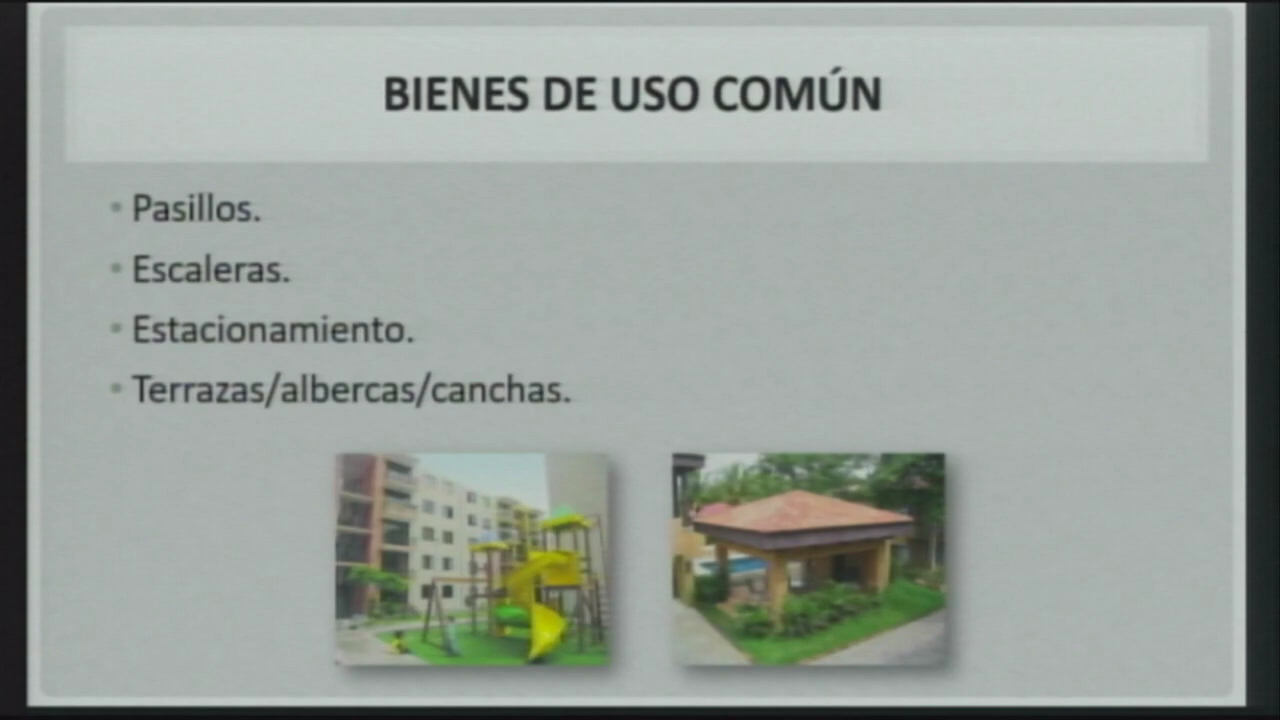 BIENES DE USO COMÚN
• Pasillos.
• Escaleras.
• Estacionamiento.
• Terrazas/albercas/canchas.